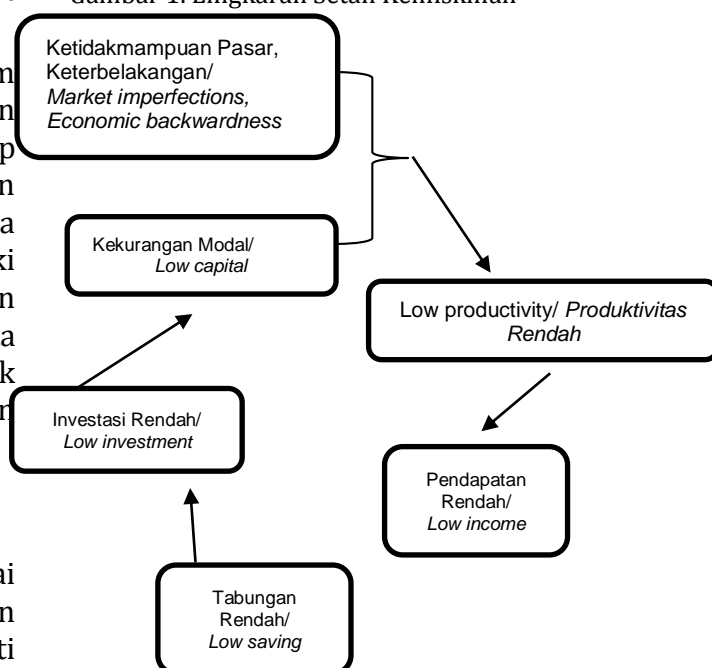 Gambar 1. Lingkaran Setan Kemiskinan
Ketidakmampuan Pasar,
Keterbelakangan/
Market imperfections,
Economic backwardness
Kekurangan Modal/
Low capital
Low productivity/ Produktivitas
Rendah
Investasi Rendah/
Low investment
Pendapatan
Rendah/
Low income
Tabungan
Rendah/
Low saving